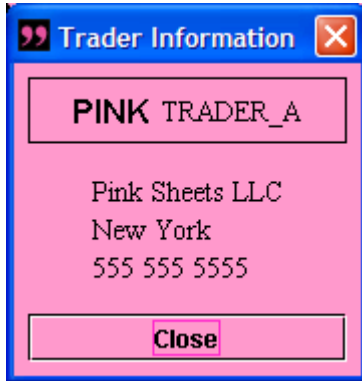 Trader Information
PINK TRADER_A
Pink Sheets LLC
New York
555 555 5555
Close